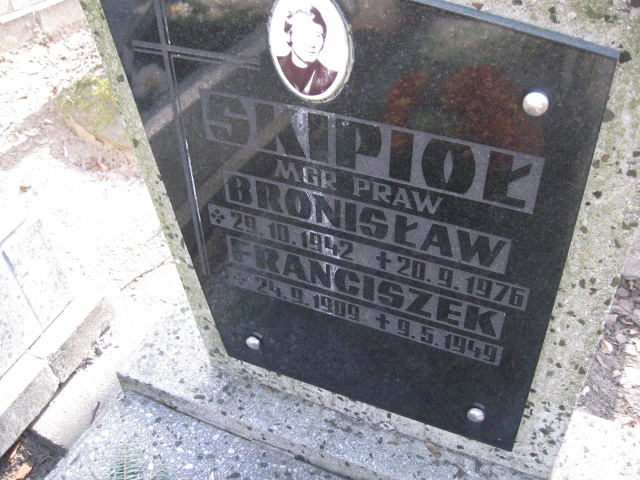 SKIPIOŁ
MGR PRAW
BRONISŁAW
* 29.10.1942 + 20.9.1976
FRANCISZEK
* 24.9.1909 + 9.5.1949